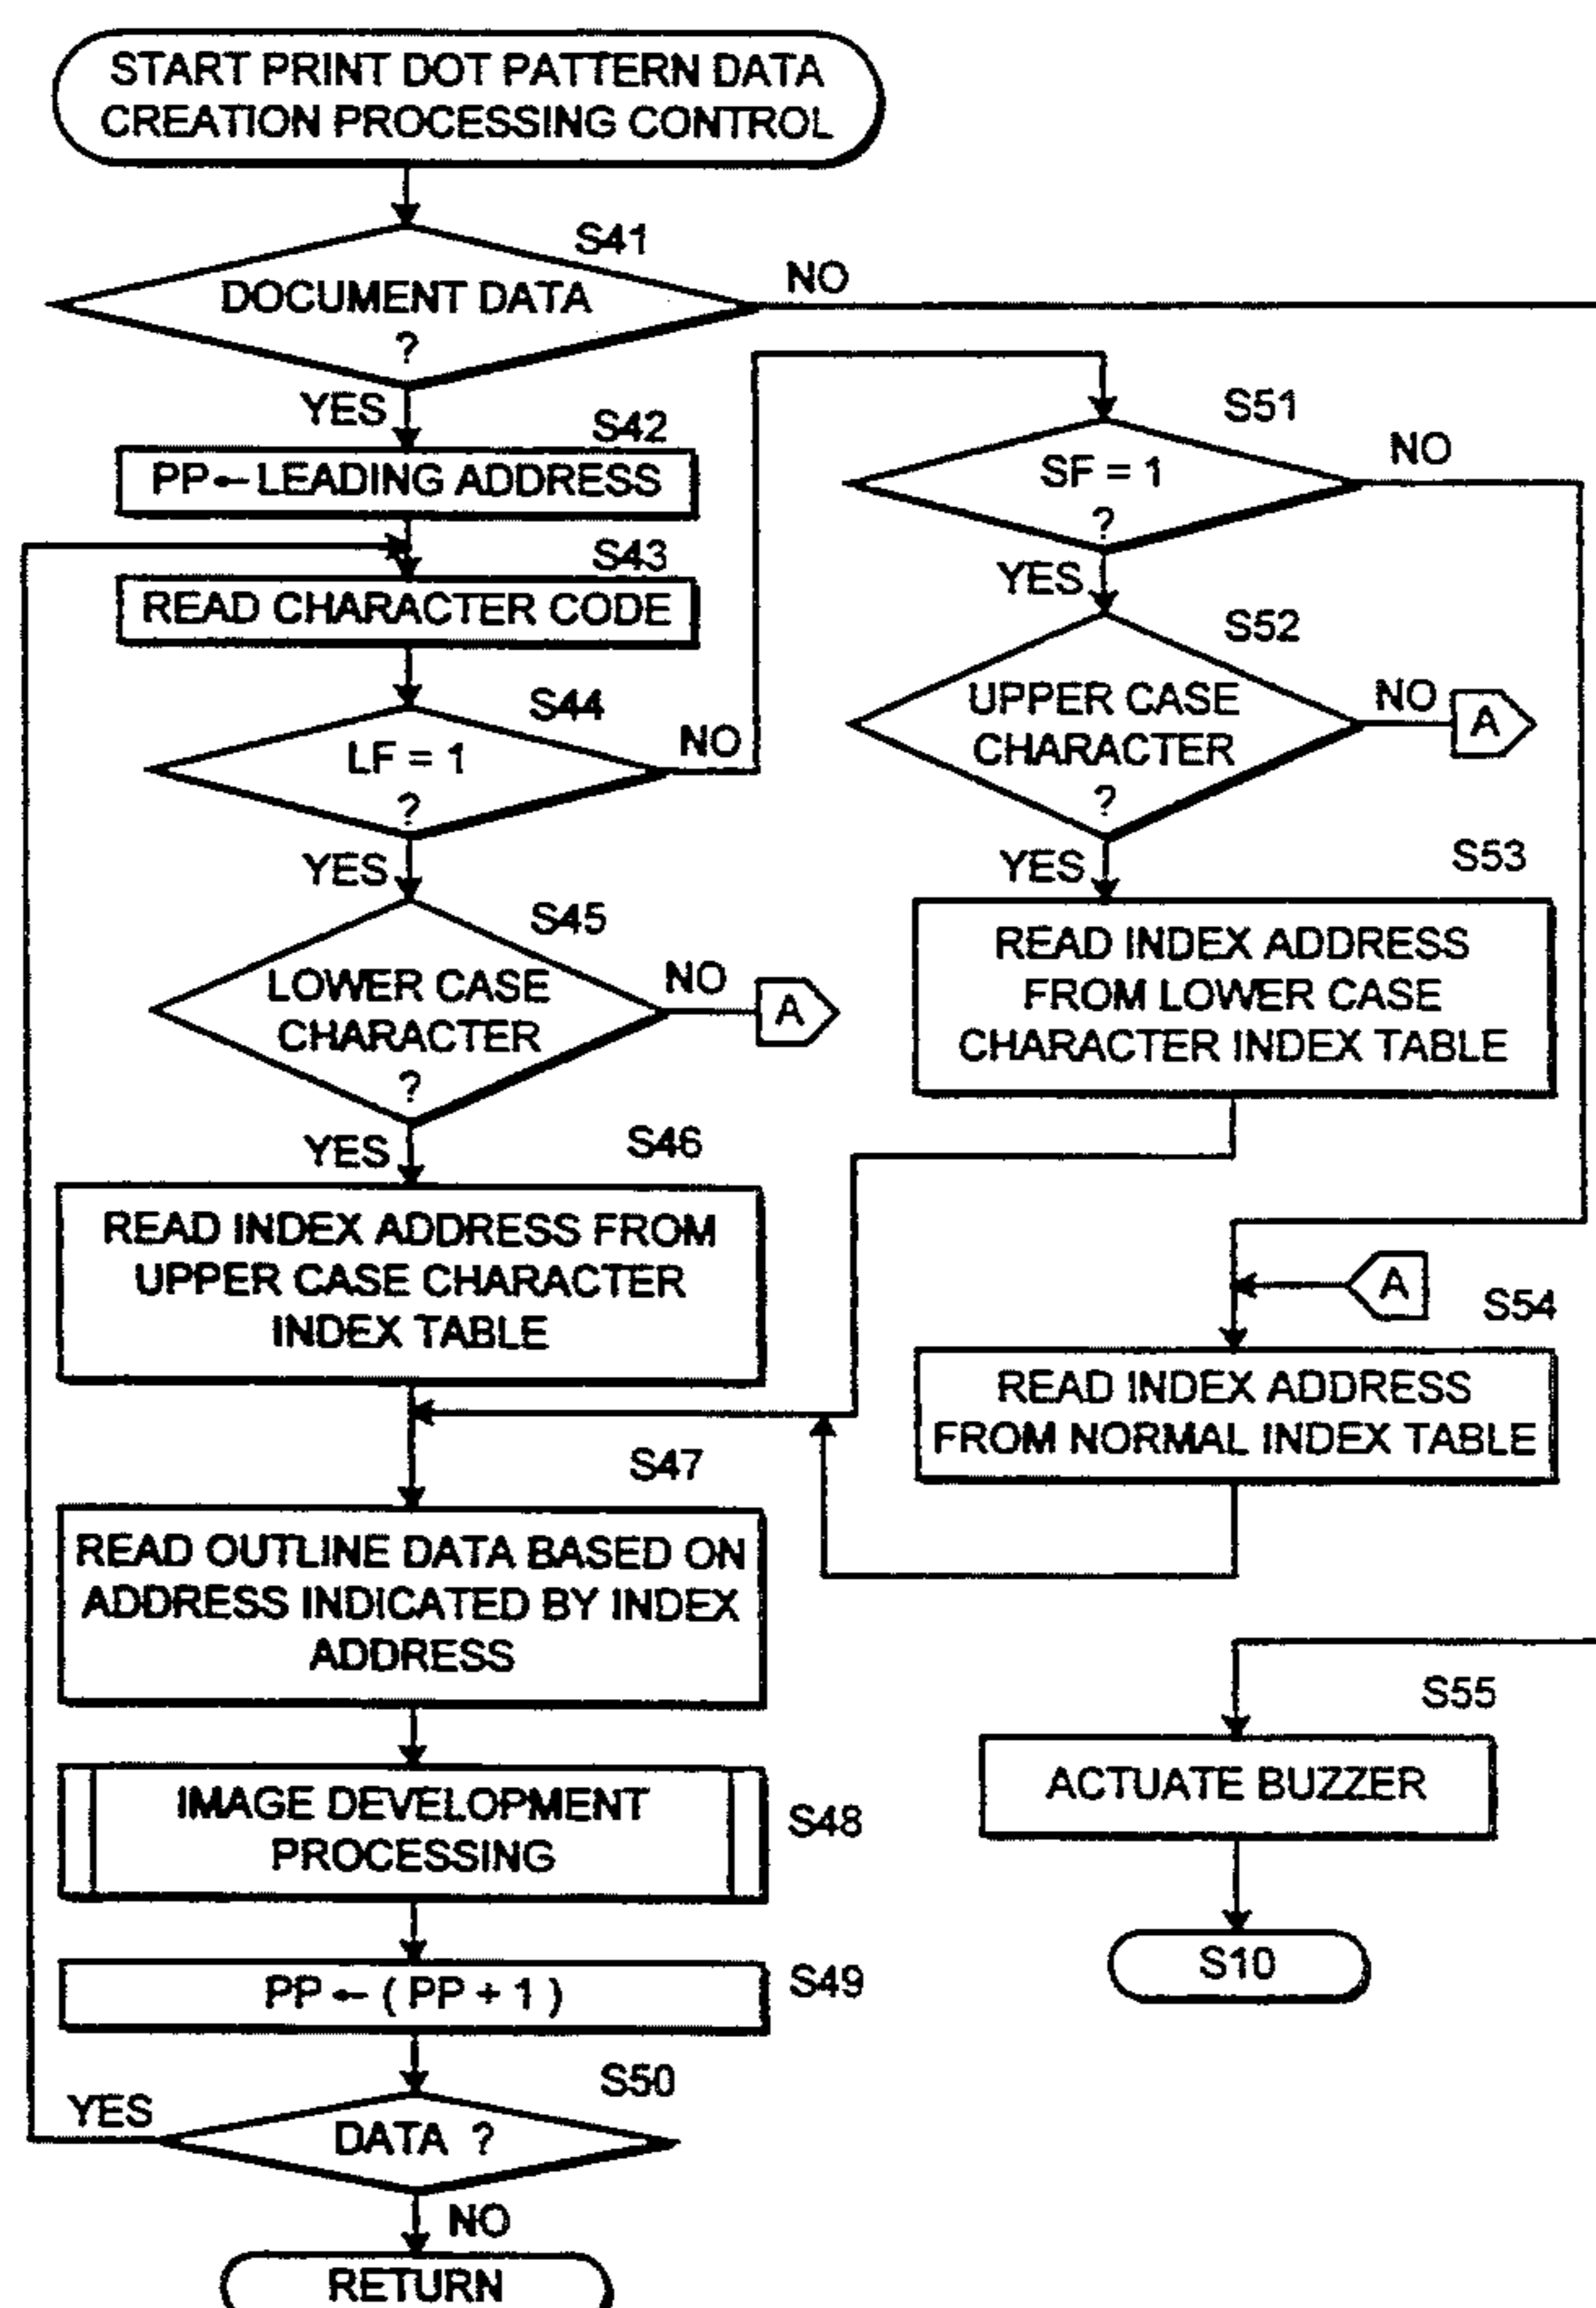 START PRINT DOT PATTERN DATA
CREATION PROCESSING CONTROL
S41
DOCUMENT DATA
?
NO
YES
S42
PP←LEADING ADDRESS
S43
READ CHARACTER CODE
S44
LF = 1
?
NO
YES
S45
LOWER CASE
CHARACTER
?
NO
A
YES
S46
READ INDEX ADDRESS FROM
UPPER CASE CHARACTER
INDEX TABLE
S47
READ OUTLINE DATA BASED ON
ADDRESS INDICATED BY INDEX
ADDRESS
IMAGE DEVELOPMENT
PROCESSING
S48
PP ← ( PP + 1 )
S49
S50
DATA ?
YES
NO
RETURN
S51
SF = 1
?
NO
YES
S52
UPPER CASE
CHARACTER
?
NO
A
YES
S53
READ INDEX ADDRESS
FROM LOWER CASE
CHARACTER INDEX TABLE
A
S54
READ INDEX ADDRESS
FROM NORMAL INDEX TABLE
S55
ACTUATE BUZZER
S10